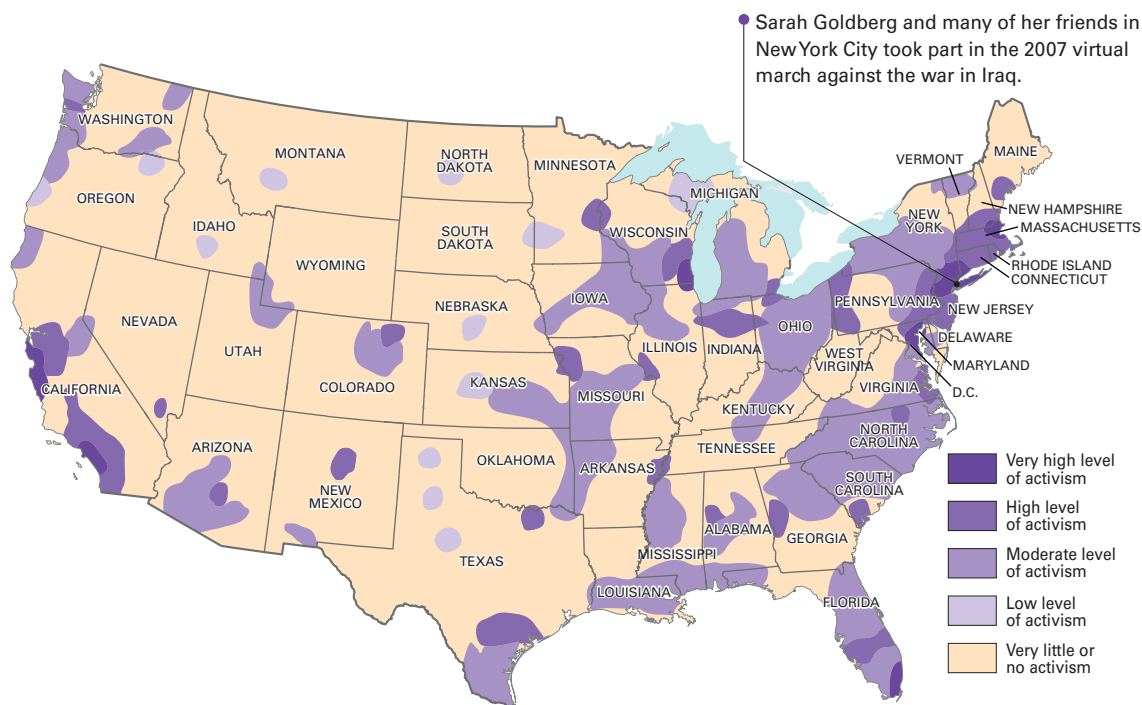 Sarah Goldberg and many of her friends in
New York City took part in the 2007 virtual
march against the war in Iraq.
WASHINGTON
MONTANA
NORTH
DAKOTA
MINNESOTA
VERMONT
MAINE
OREGON
IDAHO
WYOMING
SOUTH
DAKOTA
WISCONSIN
MICHIGAN
NEW
YORK
NEW HAMPSHIRE
MASSACHUSETTS
RHODE ISLAND
CONNECTICUT
NEVADA
UTAH
COLORADO
NEBRASKA
IOWA
ILLINOIS
INDIANA
OHIO
PENNSYLVANIA
NEW JERSEY
DELAWARE
MARYLAND
D.C.
CALIFORNIA
KANSAS
MISSOURI
WEST
VIRGINIA
VIRGINIA
KENTUCKY
ARIZONA
NEW
MEXICO
OKLAHOMA
ARKANSAS
TENNESSEE
NORTH
CAROLINA
SOUTH
CAROLINA
TEXAS
LOUISIANA
MISSISSIPPI
ALABAMA
GEORGIA
FLORIDA
Very high level
of activism
High level
of activism
Moderate level
of activism
Low level
of activism
Very little or
no activism